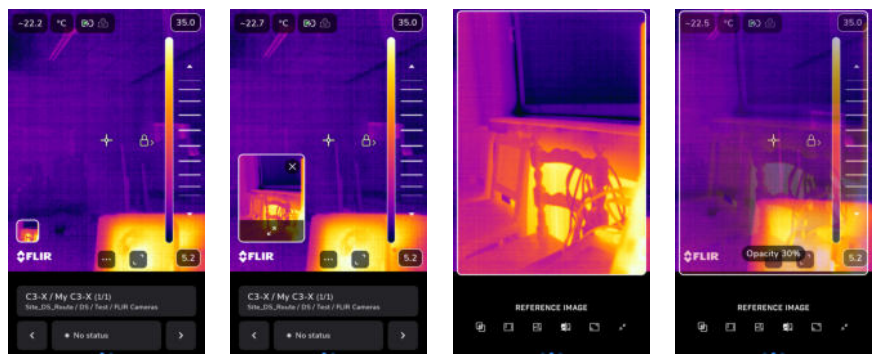 ~22.2 °C 35.0
FLIR
5.2
C3-X / My C3-X (1/1)
Site_DS_Route / DS / Test / FLIR Cameras
No status
~22.7 °C 35.0
FLIR
5.2
C3-X / My C3-X (1/1)
Site_DS_Route / DS / Test / FLIR Cameras
No status
REFERENCE IMAGE
~22.5 °C 35.0
FLIR
Opacity 30%
5.2
REFERENCE IMAGE